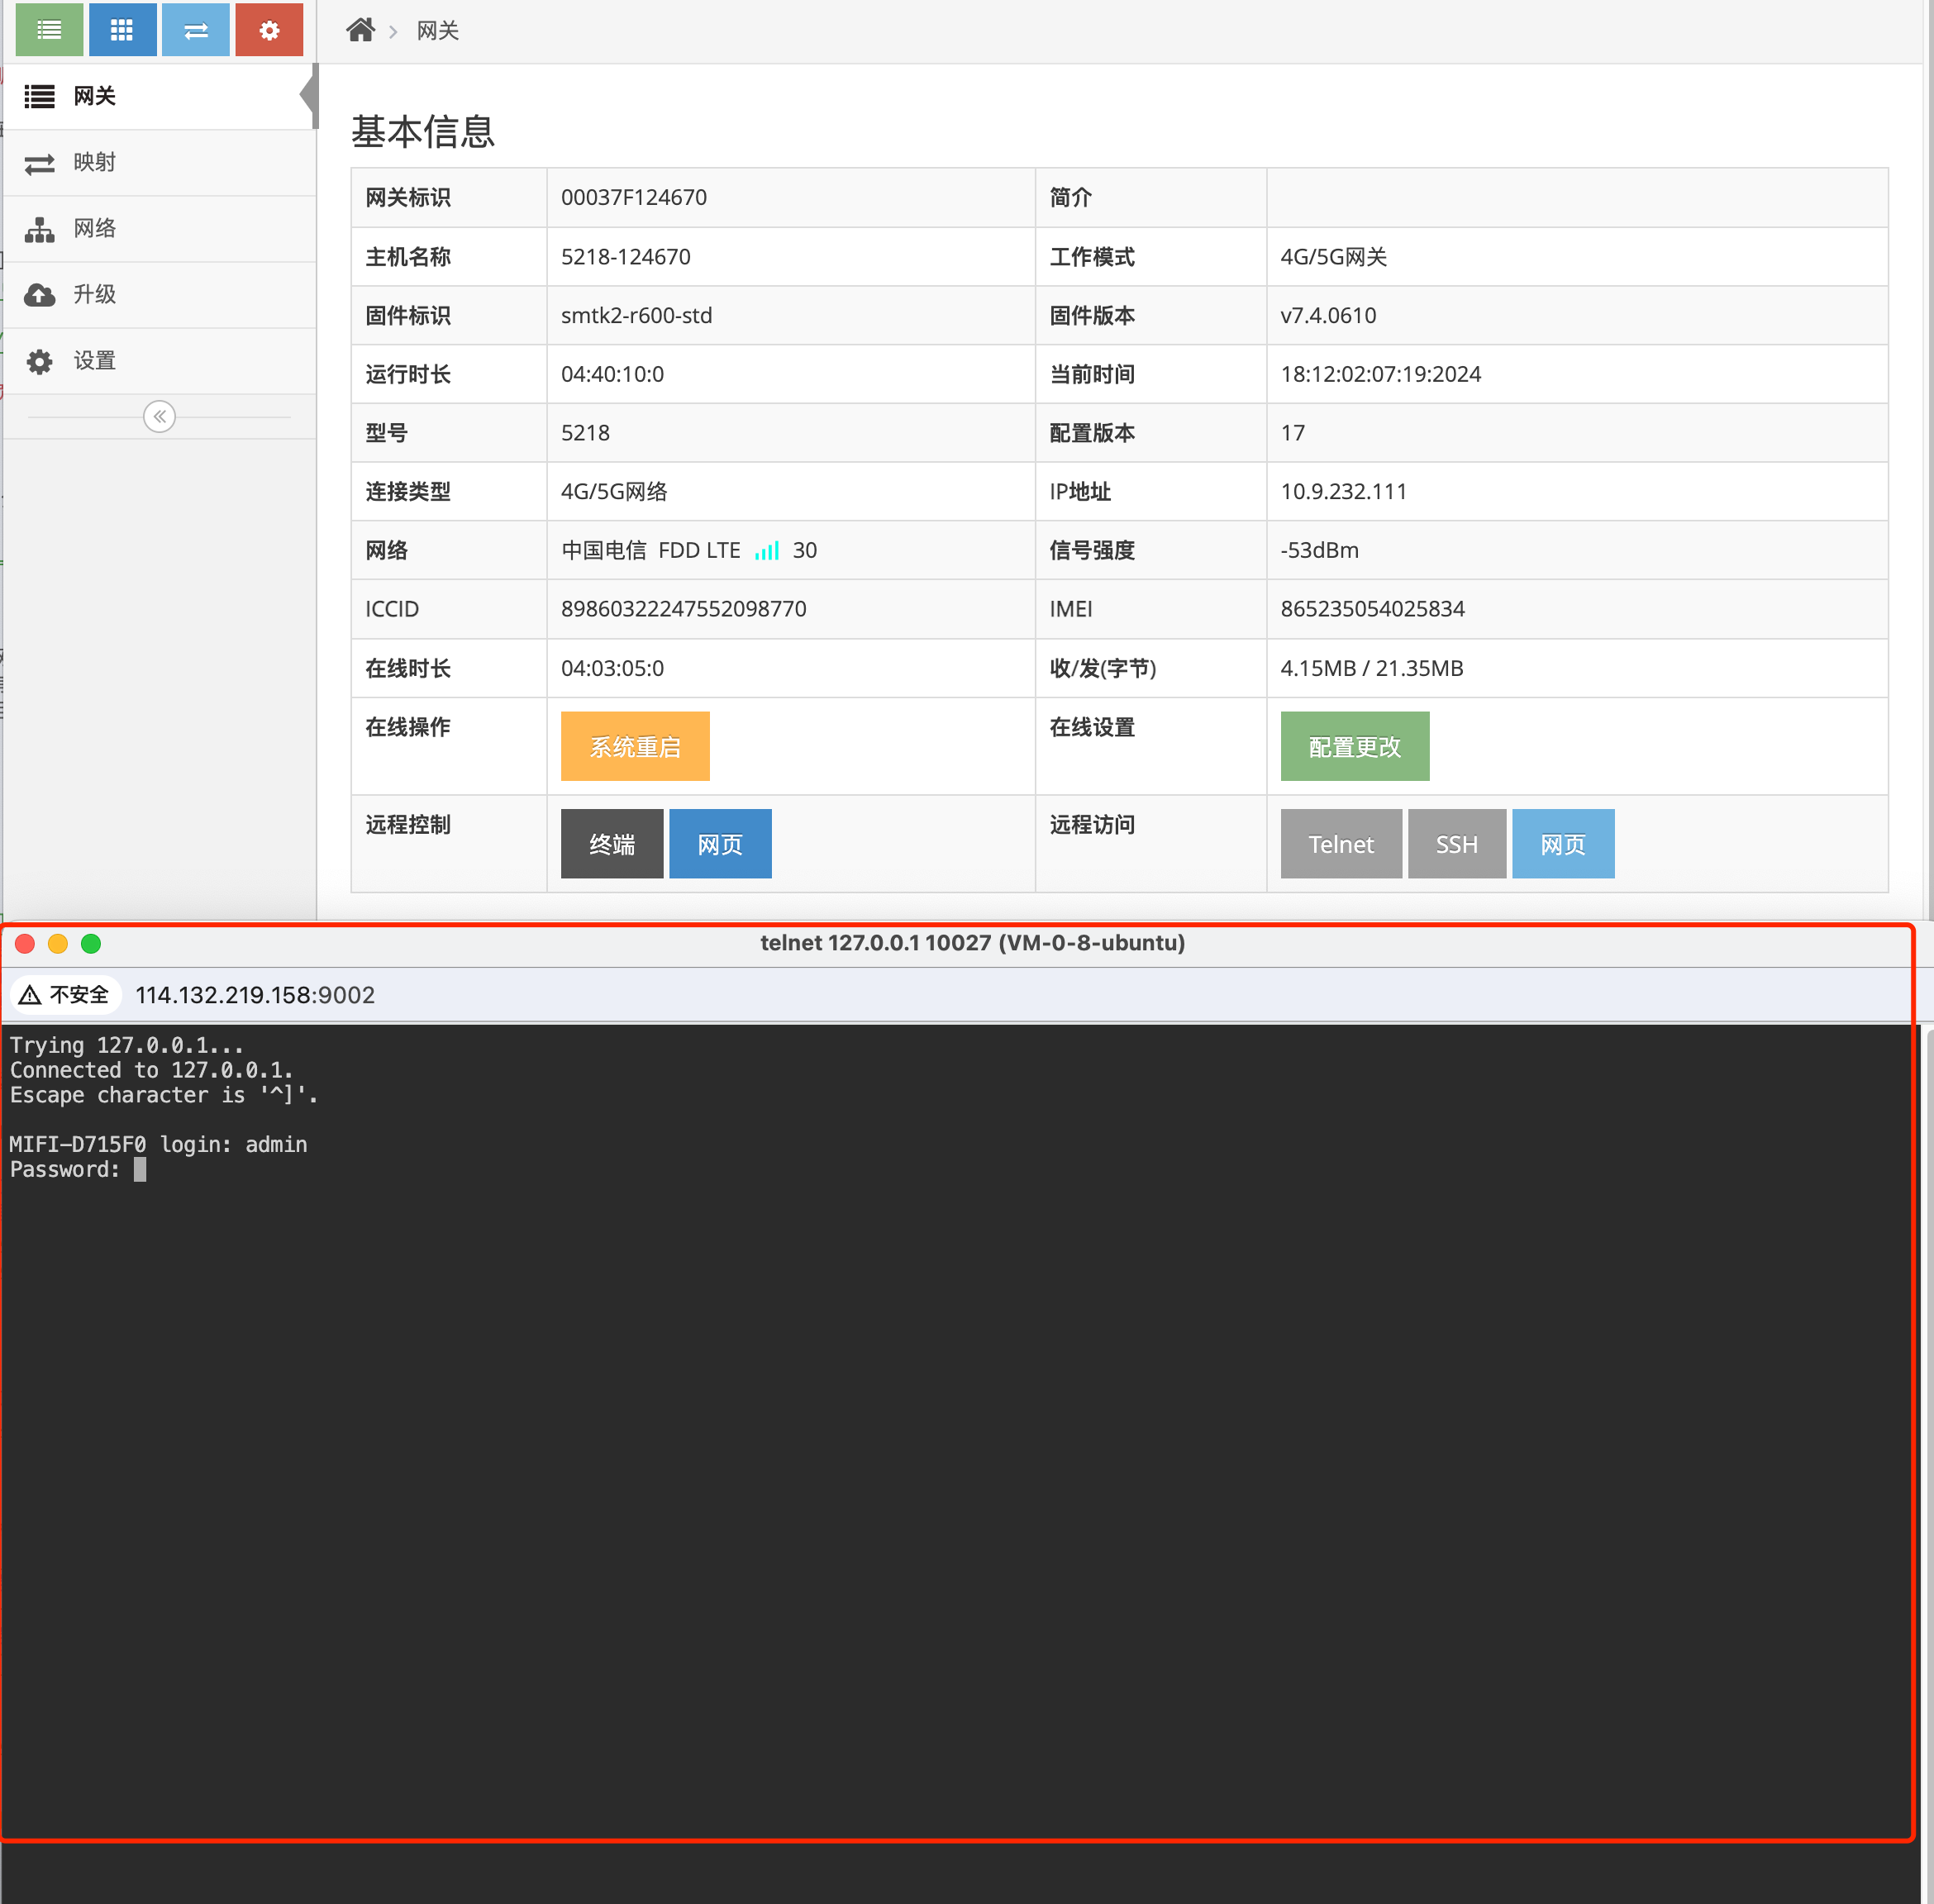 网关
网关
映射
网络
升级
设置
基本信息
网关标识 00037F124670 简介
主机名称 5218-124670 工作模式 4G/5G网关
固件标识 smtk2-r600-std 固件版本 v7.4.0610
运行时长 04:40:10:0 当前时间 18:12:02:07:19:2024
型号 5218 配置版本 17
连接类型 4G/5G网络 IP地址 10.9.232.111
网络 中国电信 FDD LTE 30 信号强度 -53dBm
ICCID 89860322247552098770 IMEI 865235054025834
在线时长 04:03:05:0 收/发(字节) 4.15MB / 21.35MB
在线操作 系统重启 在线设置 配置更改
远程控制 终端 网页 远程访问 Telnet SSH 网页
telnet 127.0.0.1 10027 (VM-0-8-ubuntu)
不安全 114.132.219.158:9002
Trying 127.0.0.1...
Connected to 127.0.0.1.
Escape character is '^]'.
MIFI-D715F0 login: admin
Password: